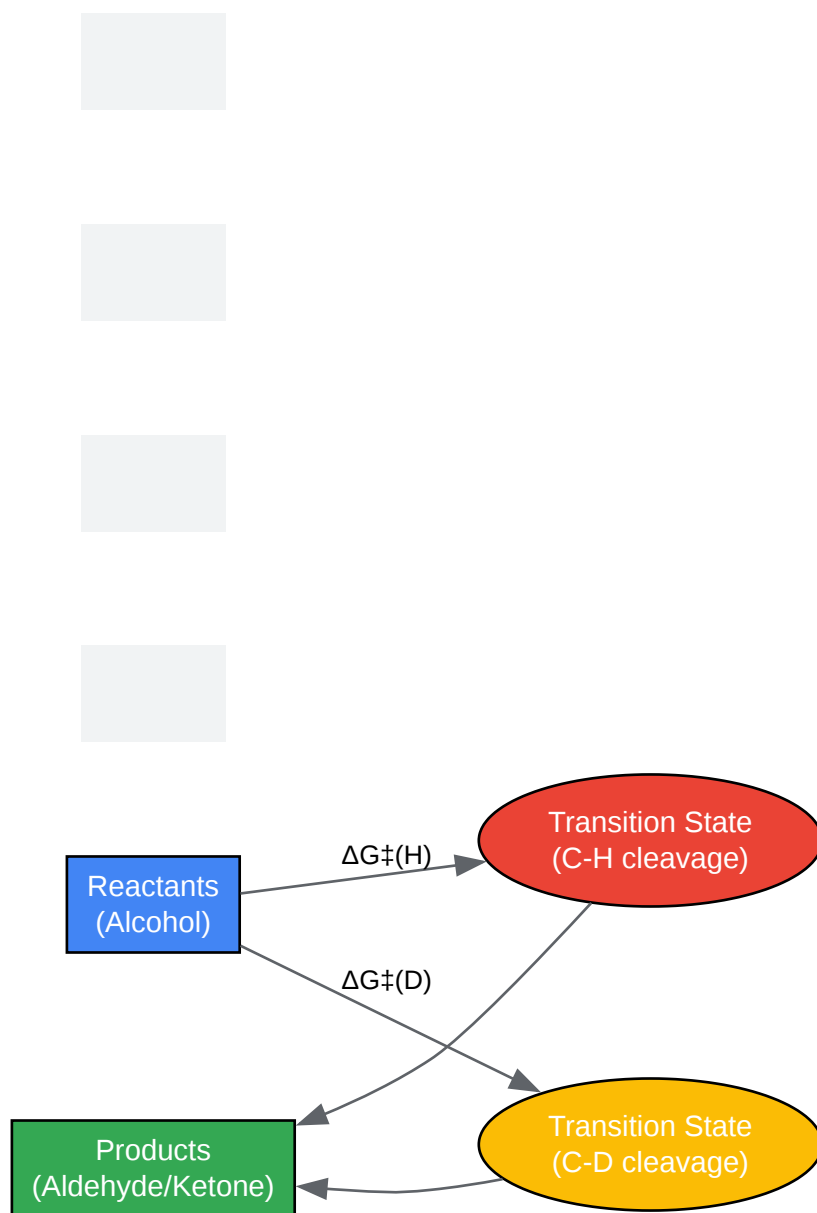 Transition State
(C-H cleavage)
ΔG‡(H)
Reactants
(Alcohol)
ΔG‡(D)
Transition State
(C-D cleavage)
Products
(Aldehyde/Ketone)